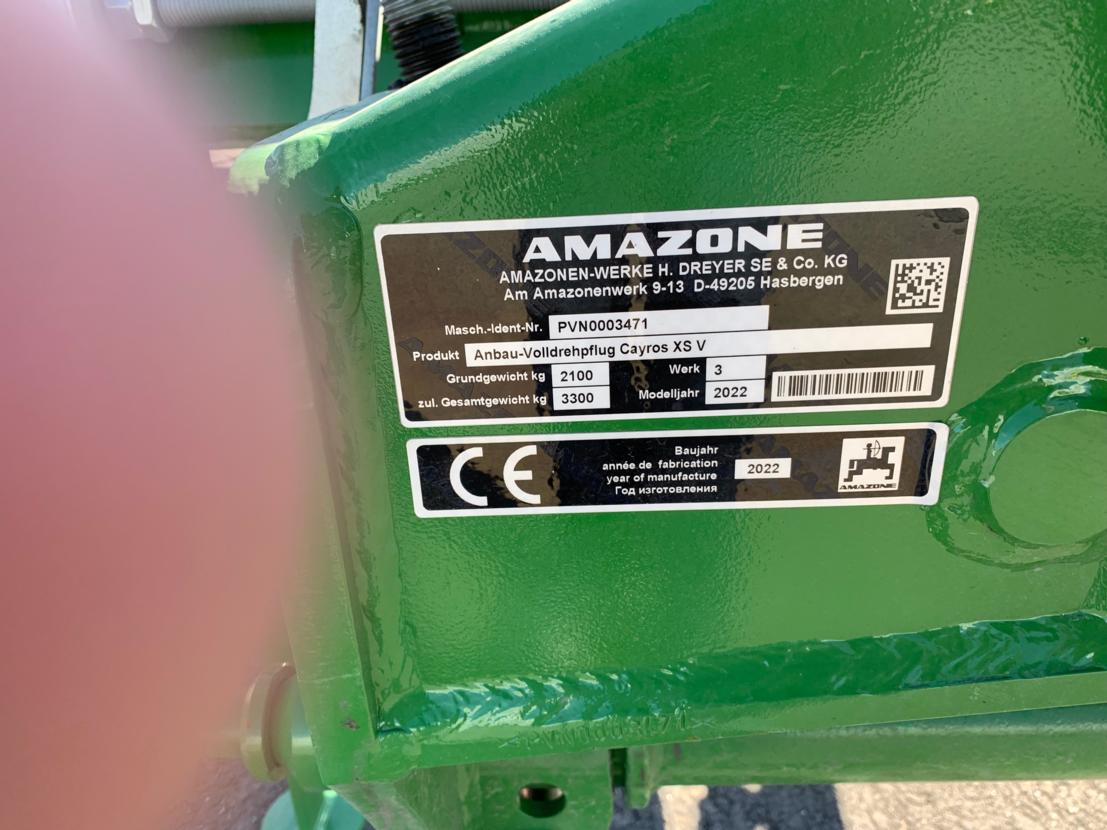 AMAZONE
AMAZONEN-WERKE H. DREYER SE & Co. KG
Am Amazonenwerk 9-13 D-49205 Hasbergen
Masch.-Ident-Nr. PVN0003471
Produkt Anbau-Volldrehpflug Cayros XS V
Grundgewicht kg 2100 Werk 3
zul. Gesamtgewicht kg 3300 Modelljahr 2022
CE
Baujahr
année de fabrication
year of manufacture
Год изготовления
2022
AMAZONE